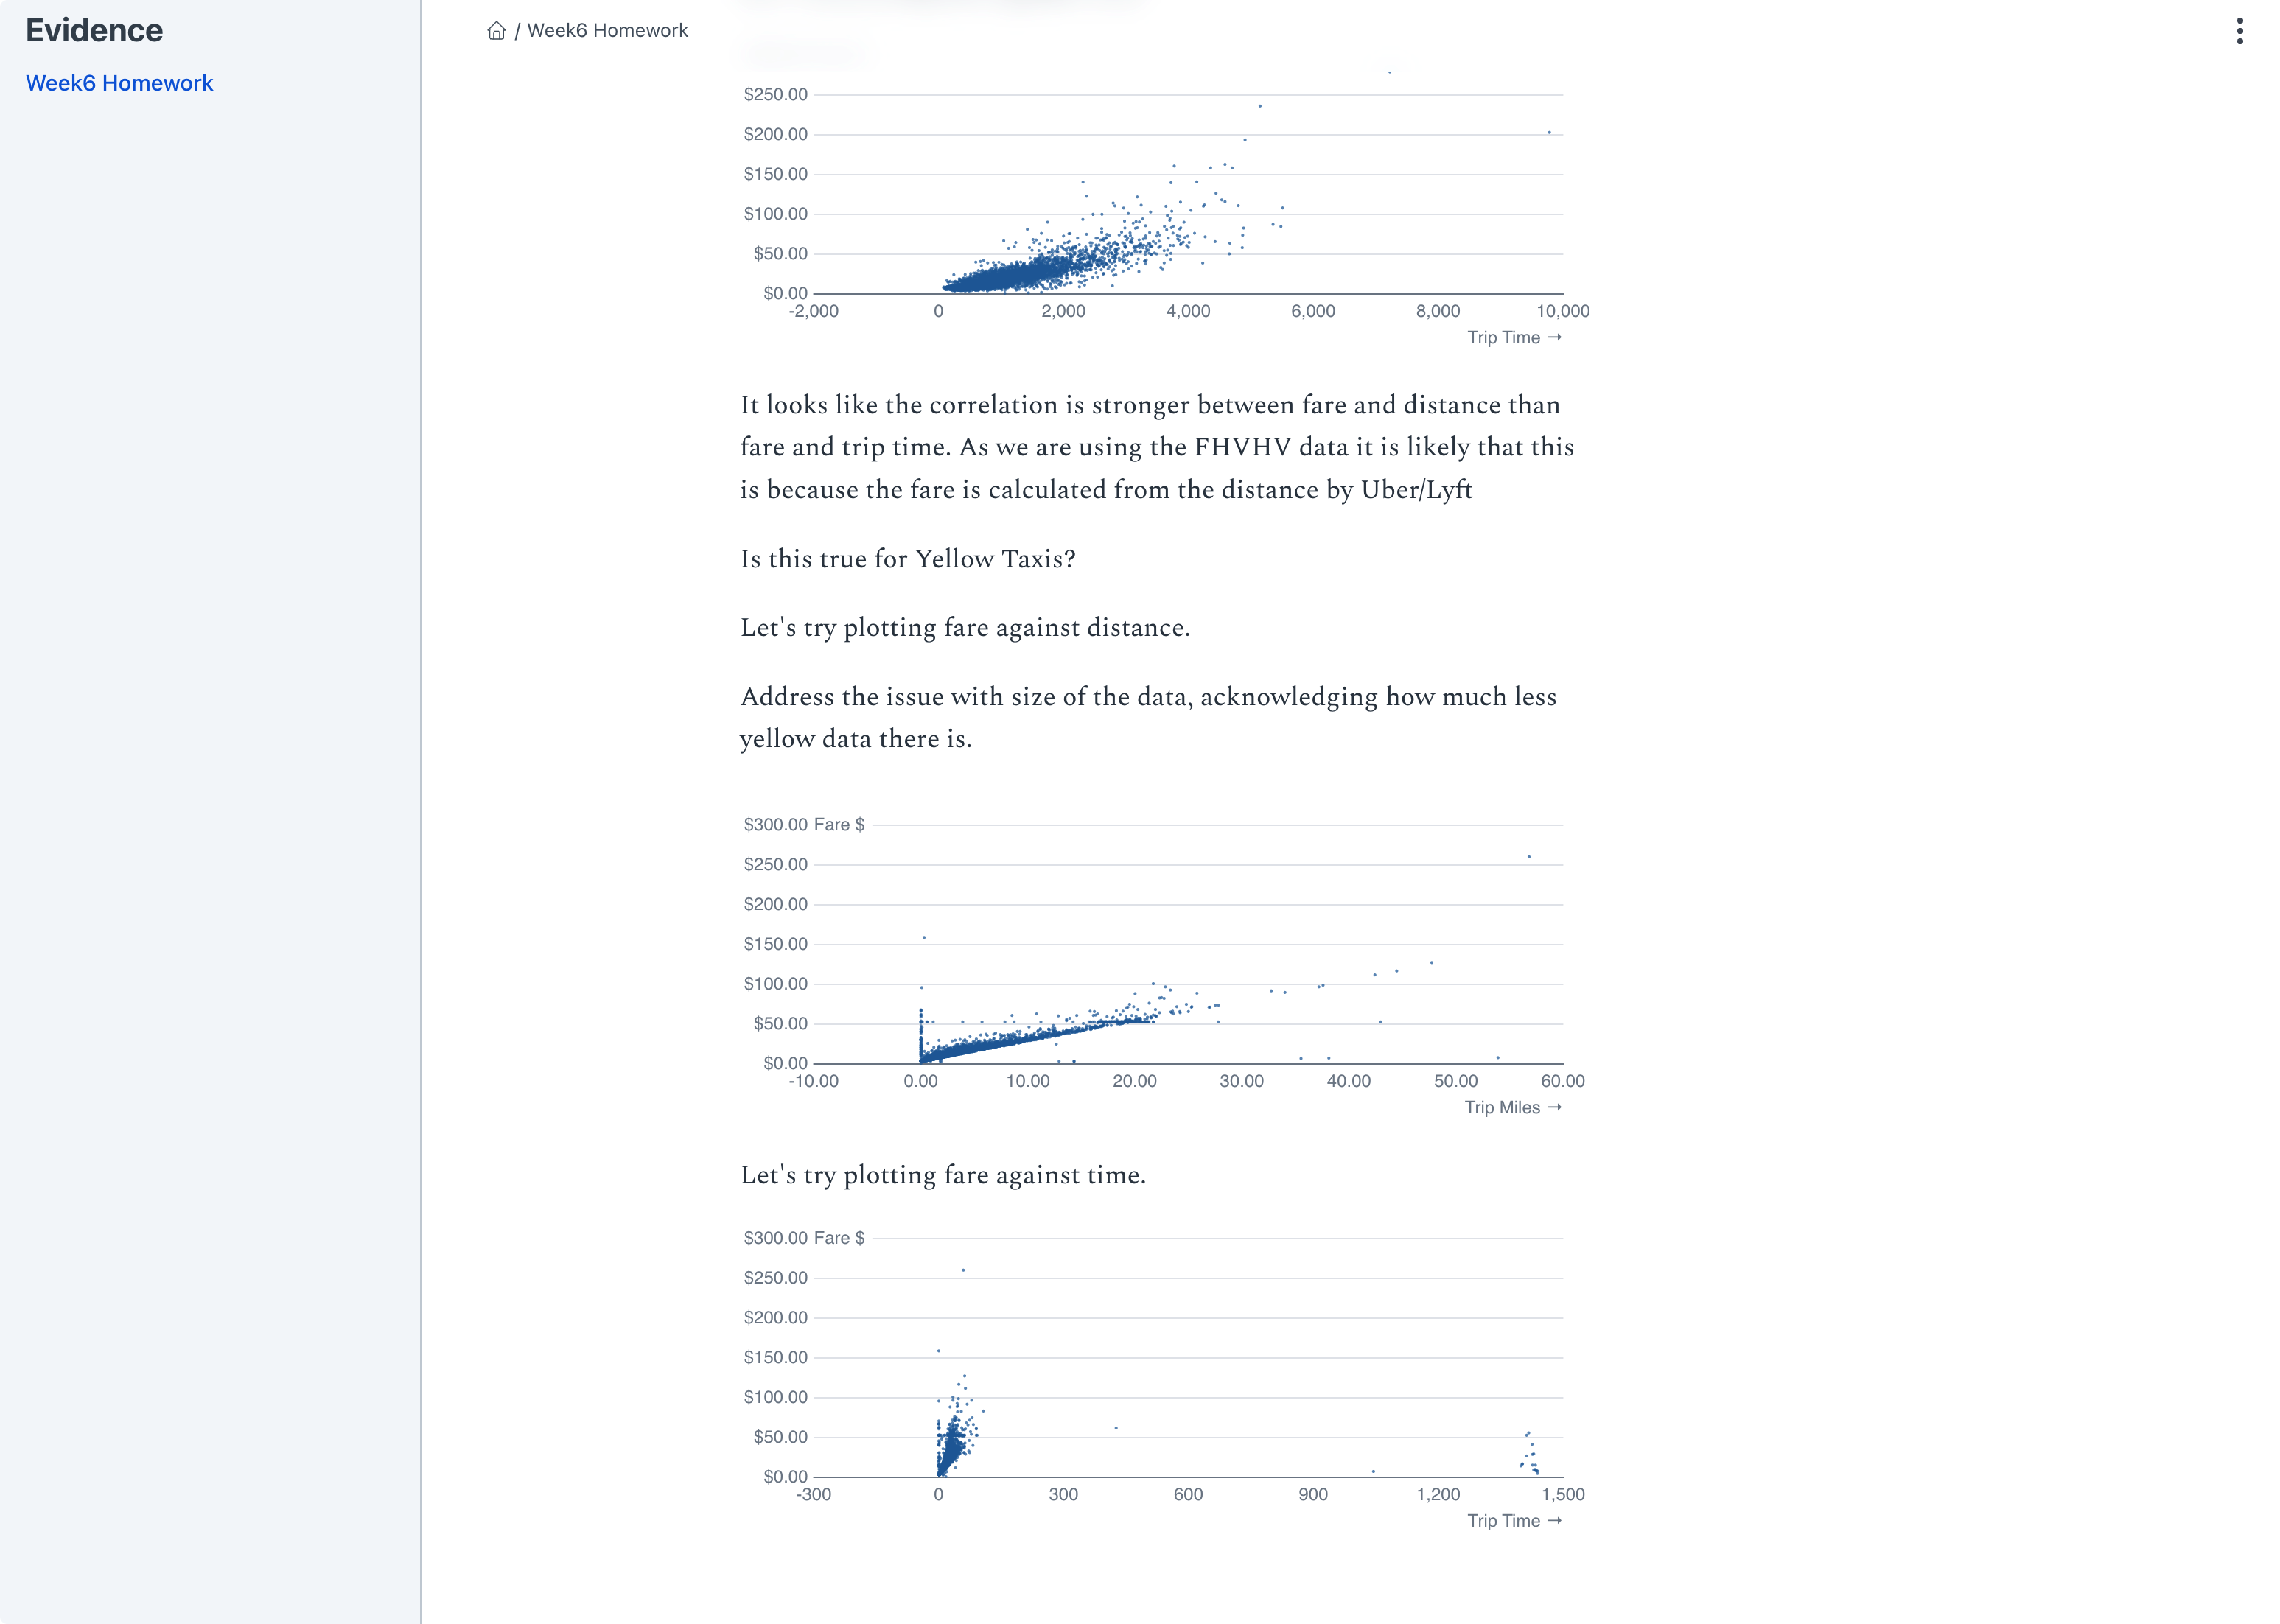 Evidence
Week6 Homework
/ Week6 Homework
$250.00
$200.00
$150.00
$100.00
$50.00
$0.00
-2,000 0 2,000 4,000 6,000 8,000 10,000
Trip Time →
It looks like the correlation is stronger between fare and distance than
fare and trip time. As we are using the FHVHV data it is likely that this
is because the fare is calculated from the distance by Uber/Lyft
Is this true for Yellow Taxis?
Let's try plotting fare against distance.
Address the issue with size of the data, acknowledging how much less
yellow data there is.
$300.00 Fare $
$250.00
$200.00
$150.00
$100.00
$50.00
$0.00
-10.00 0.00 10.00 20.00 30.00 40.00 50.00 60.00
Trip Miles →
Let's try plotting fare against time.
$300.00 Fare $
$250.00
$200.00
$150.00
$100.00
$50.00
$0.00
-300 0 300 600 900 1,200 1,500
Trip Time →